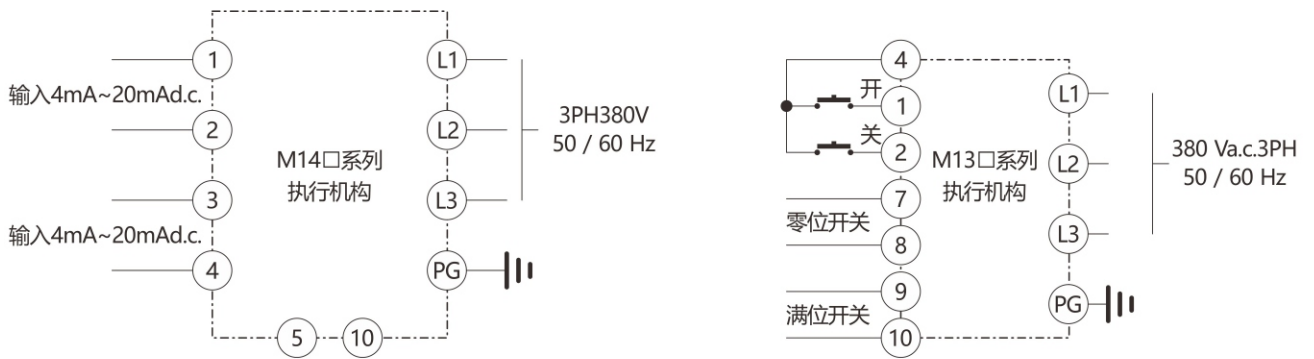 1
输入4mA~20mAd.c.
2
3
输入4mA~20mAd.c.
4
5
10
M14□系列
执行机构
L1
L2
L3
PG
3PH380V
50 / 60 Hz
4
开
1
关
2
7
零位开关
8
9
满位开关
10
M13□系列
执行机构
L1
L2
L3
PG
380 Va.c.3PH
50 / 60 Hz